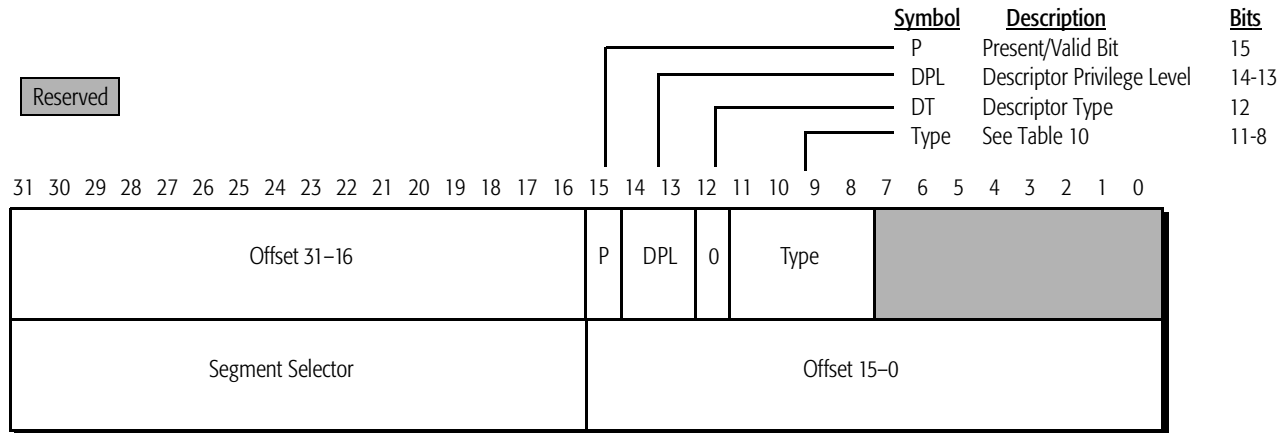 Symbol Description Bits
P Present/Valid Bit 15
DPL Descriptor Privilege Level 14-13
DT Descriptor Type 12
Type See Table 10 11-8
Reserved
31 30 29 28 27 26 25 24 23 22 21 20 19 18 17 16 15 14 13 12 11 10 9 8 7 6 5 4 3 2 1 0
Offset 31–16 P DPL 0 Type
Segment Selector Offset 15–0